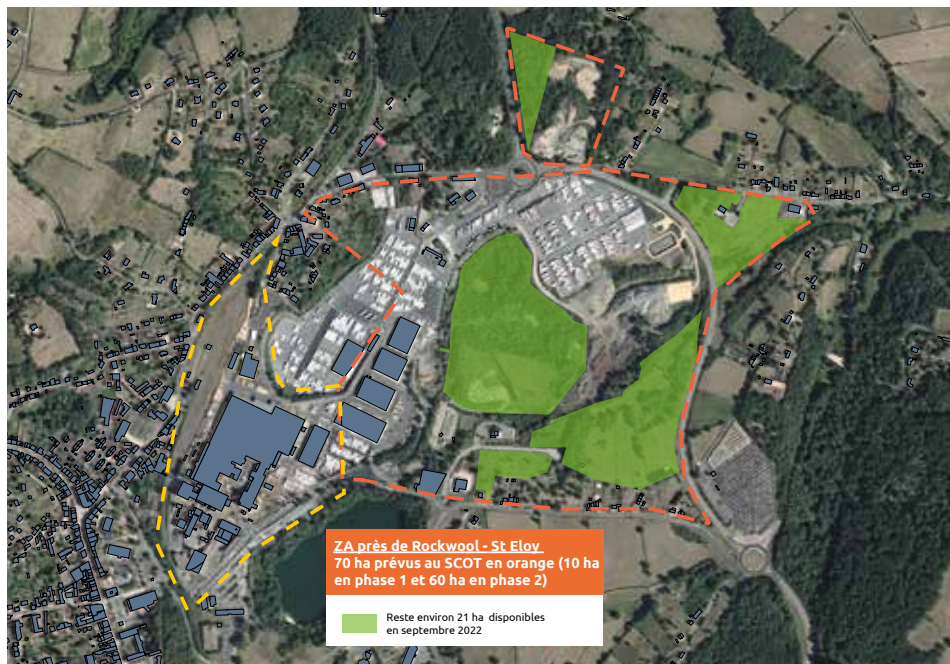 ZA près de Rockwool - St Eloy
70 ha prévus au SCOT en orange (10 ha
en phase 1 et 60 ha en phase 2)
Reste environ 21 ha disponibles
en septembre 2022